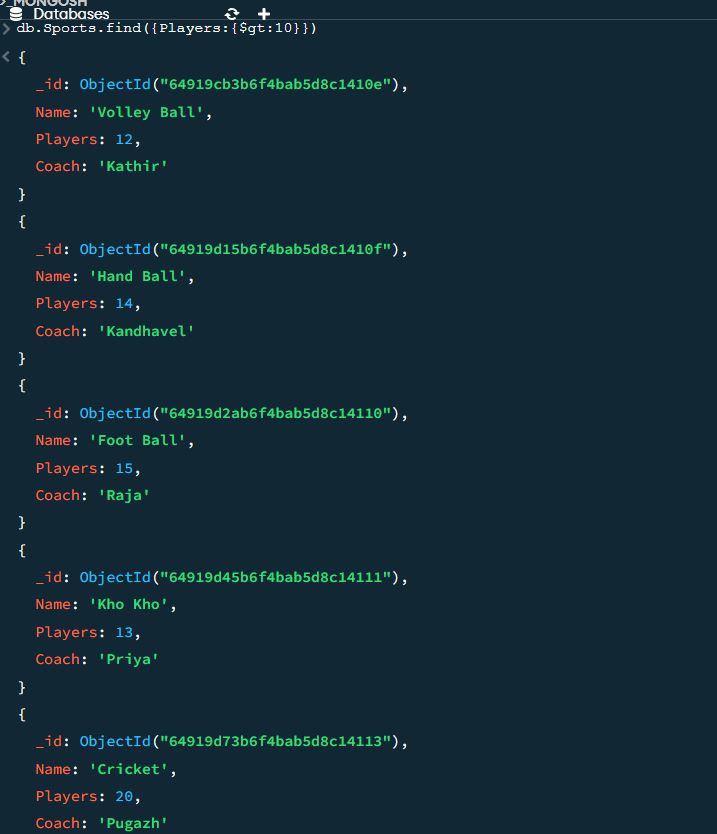 >_MONGOSH
Databases
> db.Sports.find({Players:{$gt:10}})
< {
_id: ObjectId("64919cb3b6f4bab5d8c1410e"),
Name: 'Volley Ball',
Players: 12,
Coach: 'Kathir'
}
{
_id: ObjectId("64919d15b6f4bab5d8c1410f"),
Name: 'Hand Ball',
Players: 14,
Coach: 'Kandhavel'
}
{
_id: ObjectId("64919d2ab6f4bab5d8c14110"),
Name: 'Foot Ball',
Players: 15,
Coach: 'Raja'
}
{
_id: ObjectId("64919d45b6f4bab5d8c14111"),
Name: 'Kho Kho',
Players: 13,
Coach: 'Priya'
}
{
_id: ObjectId("64919d73b6f4bab5d8c14113"),
Name: 'Cricket',
Players: 20,
Coach: 'Pugazh'